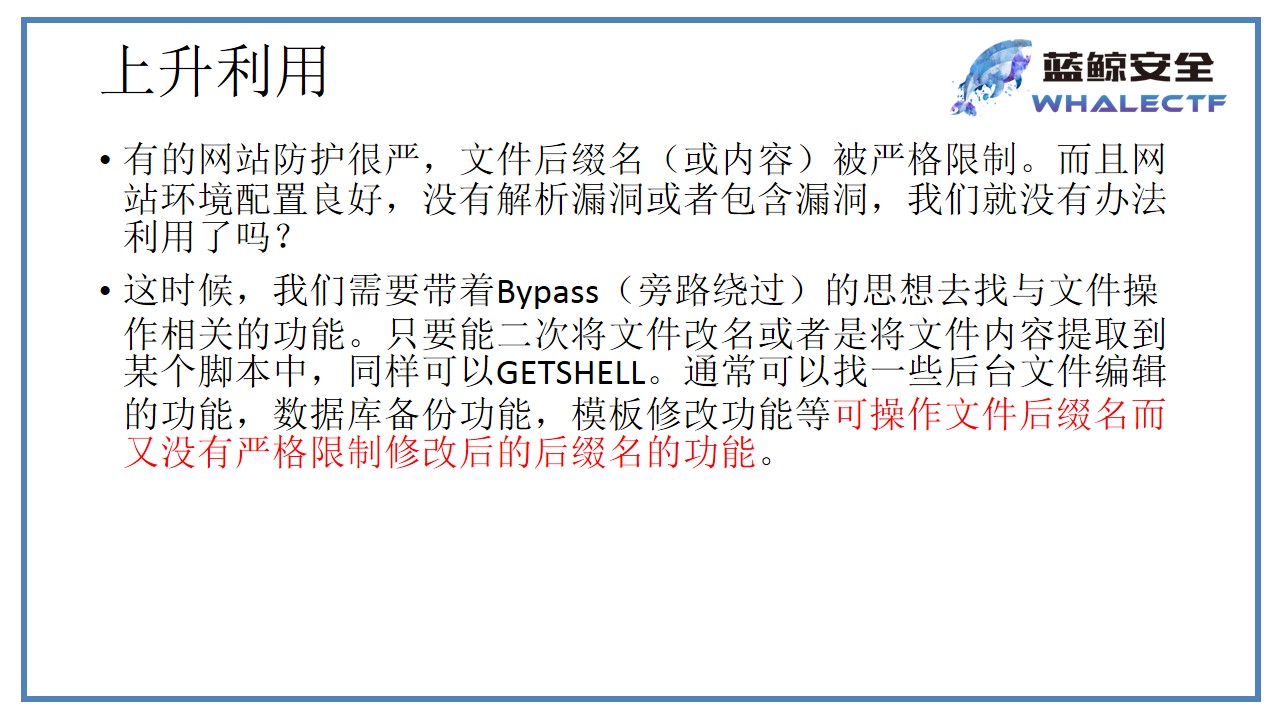 上升利用
蓝鲸安全
WHALECTF
• 有的网站防护很严，文件后缀名（或内容）被严格限制。而且网
站环境配置良好，没有解析漏洞或者包含漏洞，我们就没有办法
利用了吗？
• 这时候，我们需要带着Bypass（旁路绕过）的思想去找与文件操
作相关的功能。只要能二次将文件改名或者是将文件内容提取到
某个脚本中，同样可以GETSHELL。通常可以找一些后台文件编辑
的功能，数据库备份功能，模板修改功能等可操作文件后缀名而
又没有严格限制修改后的后缀名的功能。